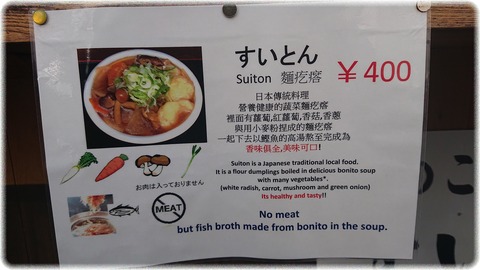 すいとん
Suiton 麵疙瘩
￥400
日本傳統料理
營養健康的蔬菜麵疙瘩
裡面有蘿蔔,紅蘿蔔,香菇,香蔥
與用小麥粉捏成的麵疙瘩
一起下去以鰹魚的高湯熬至完成為
香味俱全,美味可口!
お肉は入っておりません
Suiton is a Japanese traditional local food.
It is a flour dumplings boiled in delicious bonito soup
with many vegetables*.
(white radish, carrot, mushroom and green onion)
Its healthy and tasty!!
MEAT
No meat
but fish broth made from bonito in the soup.